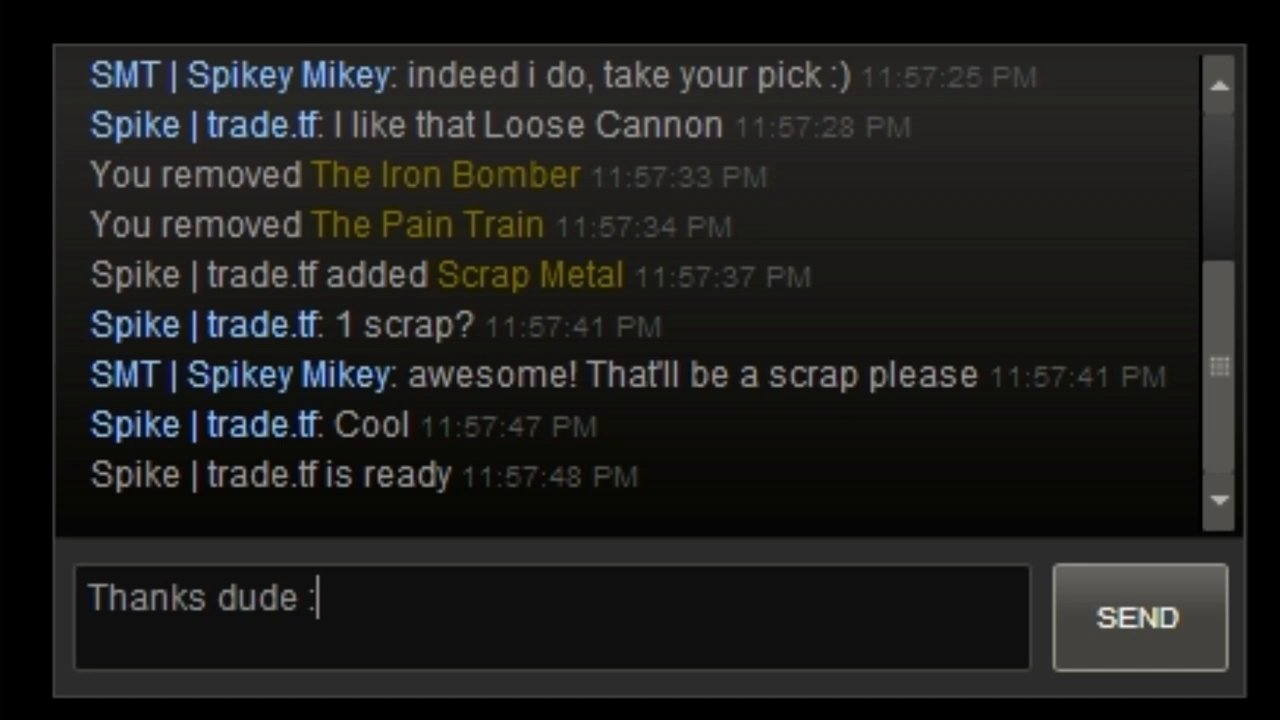 SMT | Spikey Mikey: indeed i do, take your pick :) 11:57:25 PM
Spike | trade.tf: I like that Loose Cannon 11:57:28 PM
You removed The Iron Bomber 11:57:33 PM
You removed The Pain Train 11:57:34 PM
Spike | trade.tf added Scrap Metal 11:57:37 PM
Spike | trade.tf: 1 scrap? 11:57:41 PM
SMT | Spikey Mikey: awesome! That'll be a scrap please 11:57:41 PM
Spike | trade.tf: Cool 11:57:47 PM
Spike | trade.tf is ready 11:57:48 PM
Thanks dude :
SEND